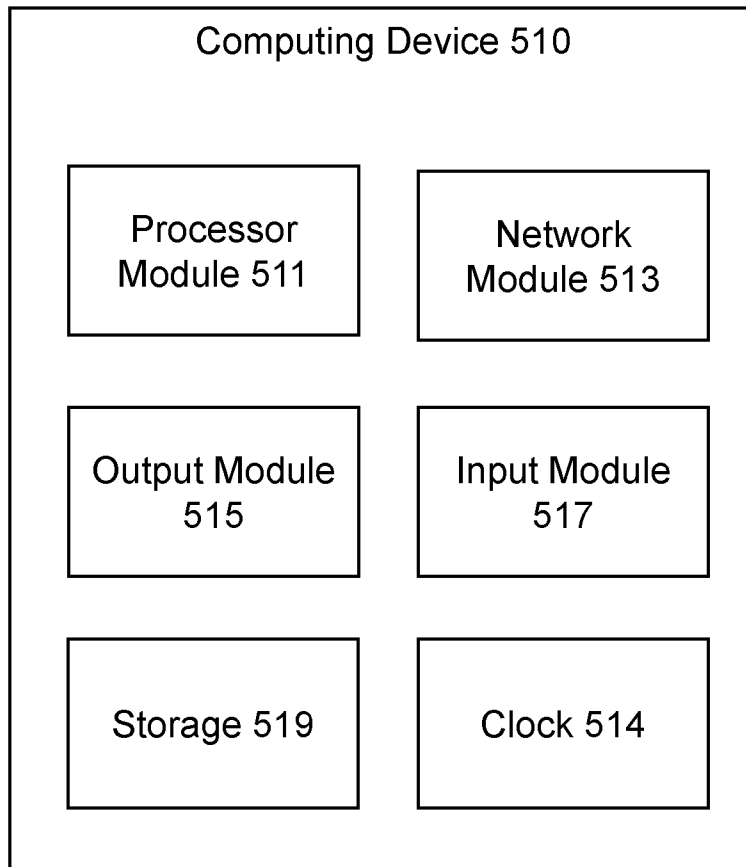 Computing Device 510
Processor
Module 511
Network
Module 513
Output Module
515
Input Module
517
Storage 519
Clock 514